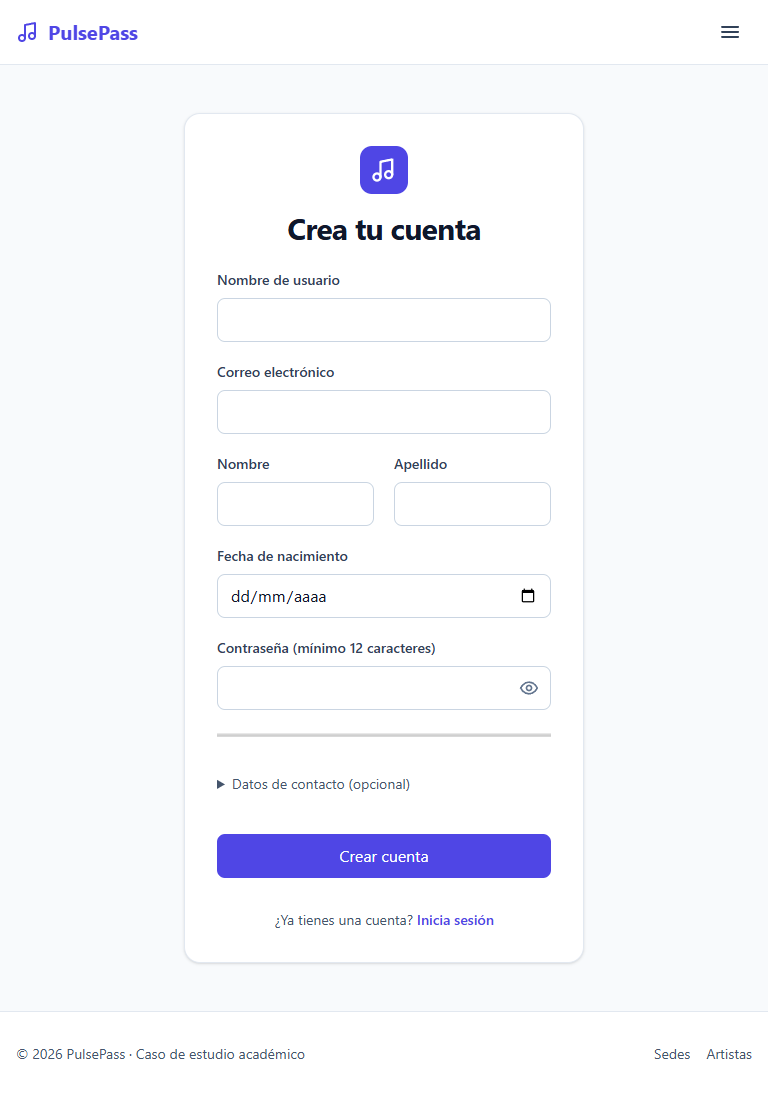 PulsePass
Crea tu cuenta
Nombre de usuario
Correo electrónico
Nombre
Apellido
Fecha de nacimiento
dd/mm/aaaa
Contraseña (mínimo 12 caracteres)
Datos de contacto (opcional)
Crear cuenta
¿Ya tienes una cuenta? Inicia sesión
© 2026 PulsePass · Caso de estudio académico
Sedes
Artistas